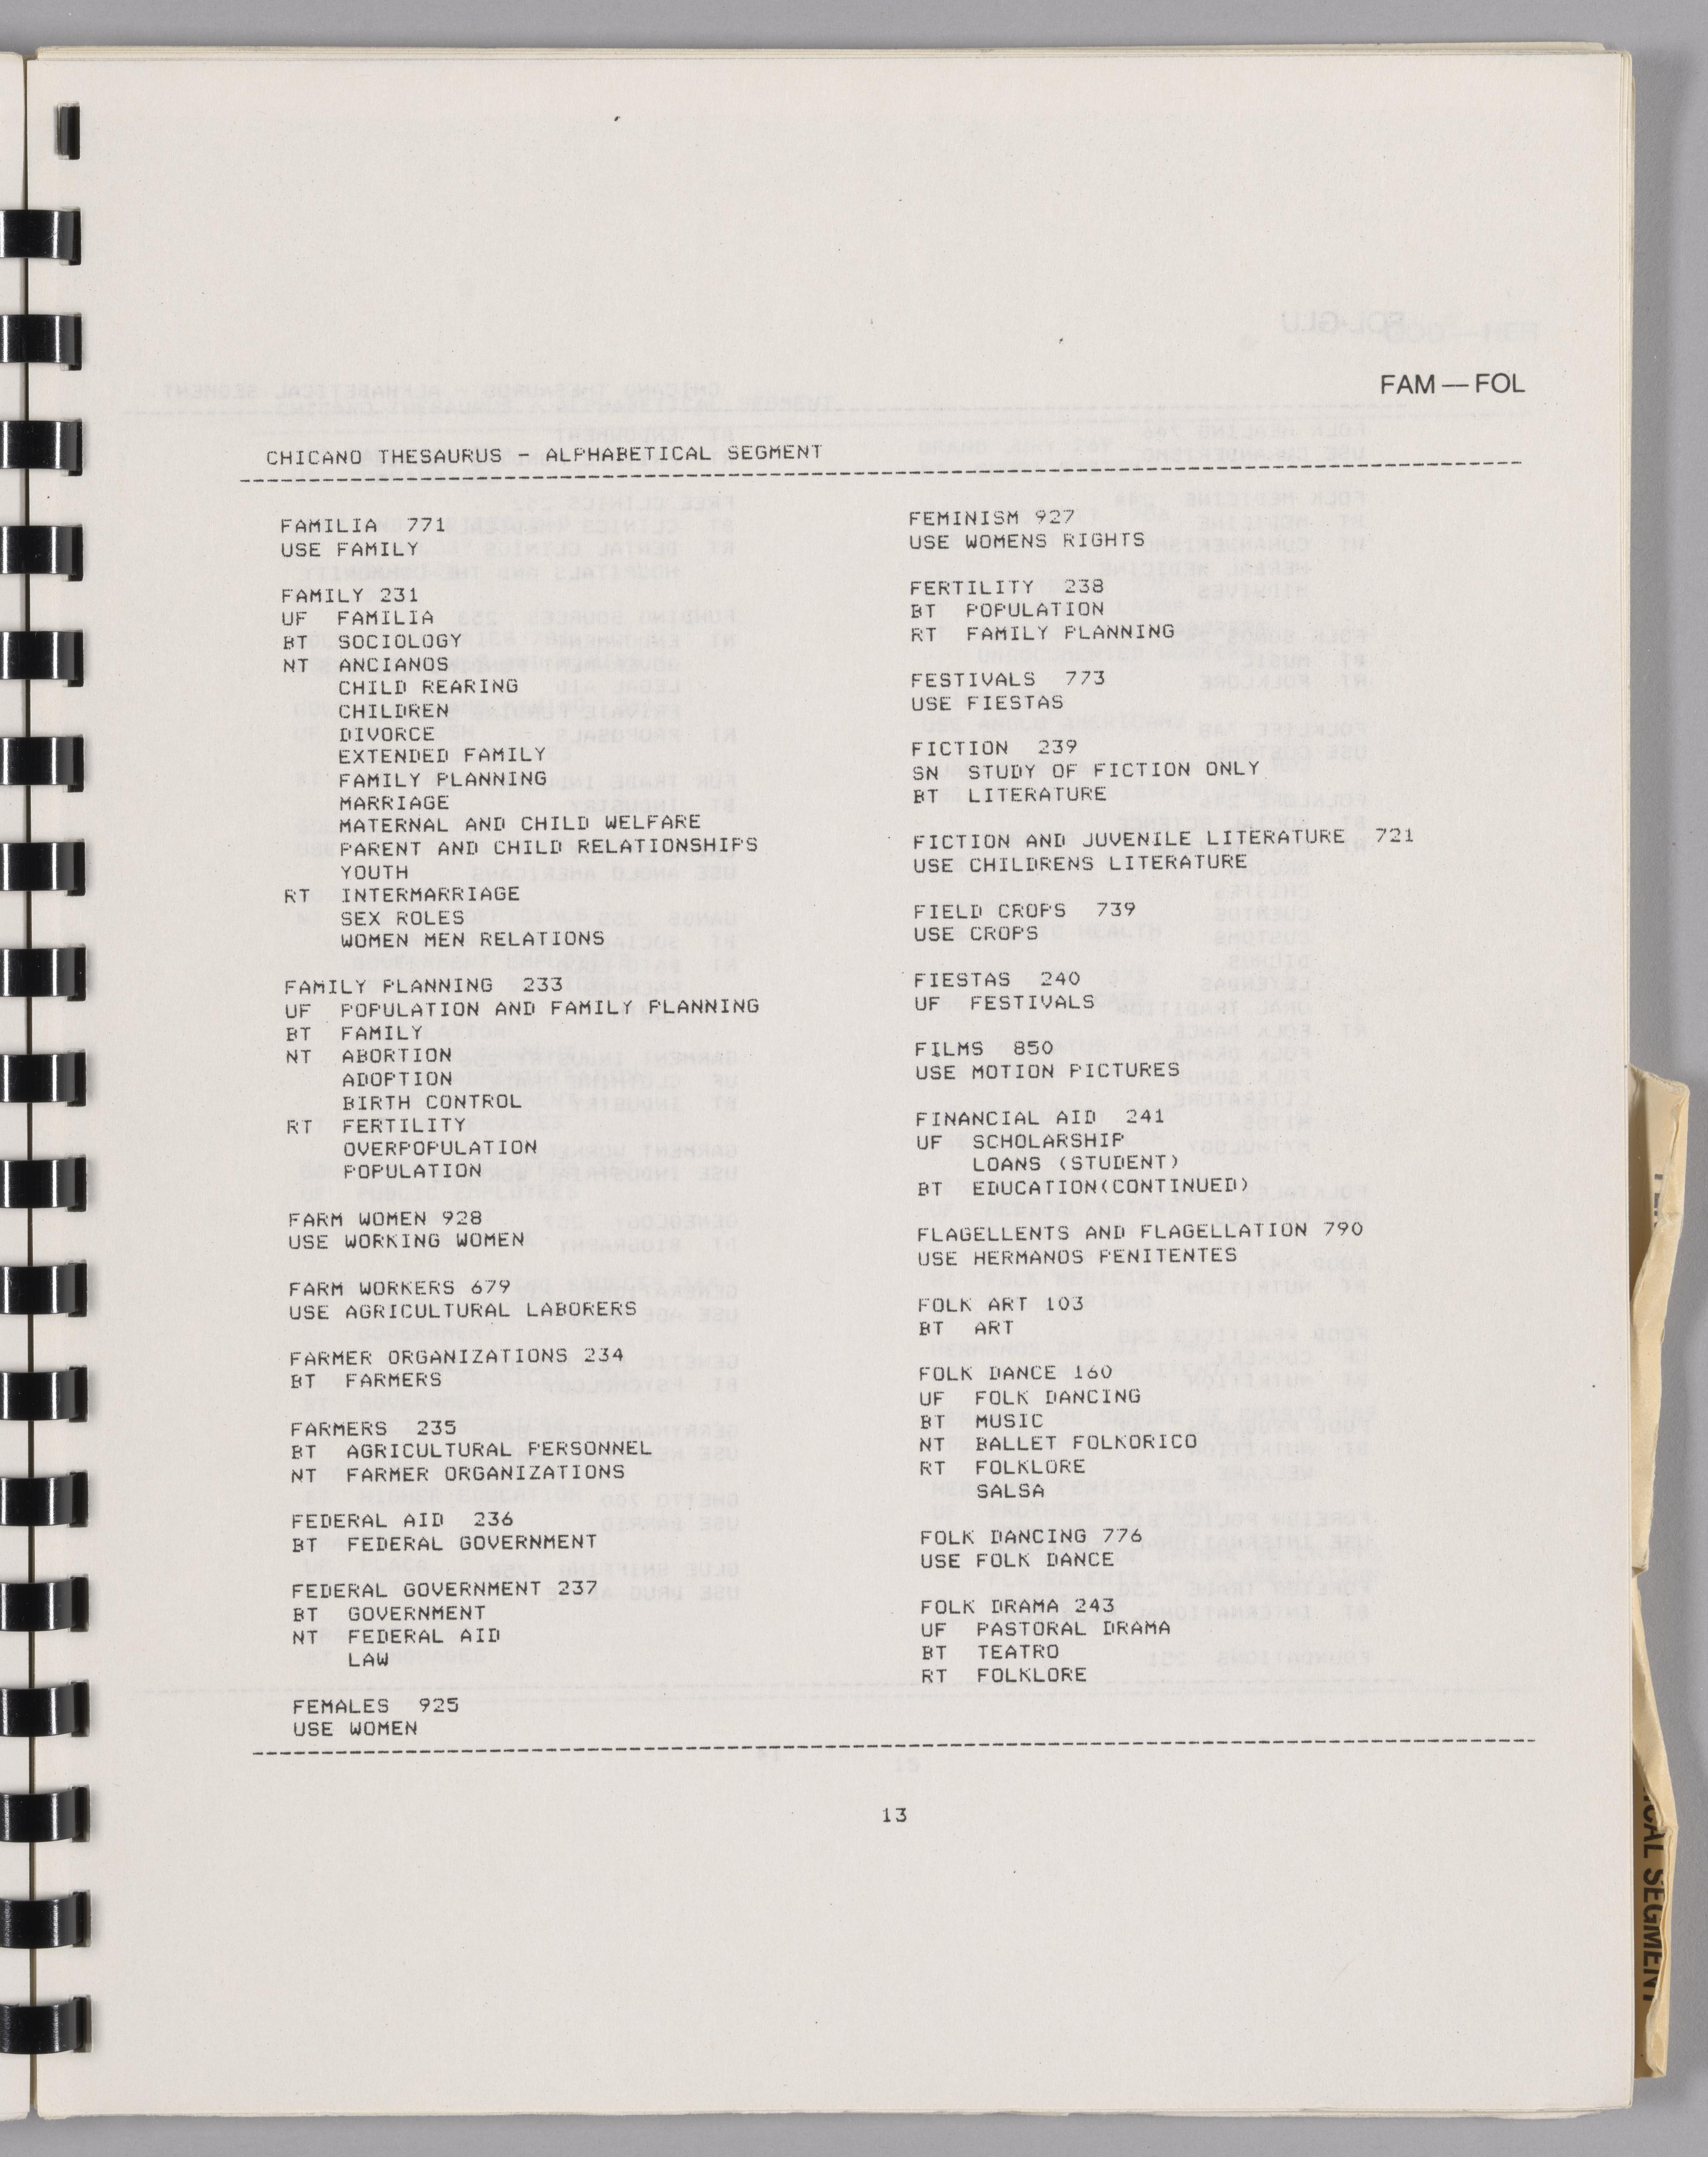 FAM — FOL
CHICANO THESAURUS - ALPHABETICAL SEGMENT
FAMILIA 771
USE FAMILY
FAMILY 231
UF FAMILIA
BT SOCIOLOGY
NT ANCIANOS
CHILD REARING
CHILDREN
DIVORCE
EXTENDED FAMILY
FAMILY PLANNING
MARRIAGE
MATERNAL AND CHILD WELFARE
PARENT AND CHILD RELATIONSHIPS
YOUTH
RT INTERMARRIAGE
SEX ROLES
WOMEN MEN RELATIONS
FAMILY PLANNING 233
UF POPULATION AND FAMILY PLANNING
BT FAMILY
NT ABORTION
ADOPTION
BIRTH CONTROL
RT FERTILITY
OVERPOPULATION
POPULATION
FARM WOMEN 928
USE WORKING WOMEN
FARM WORKERS 679
USE AGRICULTURAL LABORERS
FARMER ORGANIZATIONS 234
BT FARMERS
FARMERS 235
BT AGRICULTURAL PERSONNEL
NT FARMER ORGANIZATIONS
FEDERAL AID 236
BT FEDERAL GOVERNMENT
FEDERAL GOVERNMENT 237
BT GOVERNMENT
NT FEDERAL AID
LAW
FEMALES 925
USE WOMEN
FEMINISM 927
USE WOMENS RIGHTS
FERTILITY 238
BT POPULATION
RT FAMILY PLANNING
FESTIVALS 773
USE FIESTAS
FICTION 239
SN STUDY OF FICTION ONLY
BT LITERATURE
FICTION AND JUVENILE LITERATURE 721
USE CHILDRENS LITERATURE
FIELD CROPS 739
USE CROPS
FIESTAS 240
UF FESTIVALS
FILMS 850
USE MOTION PICTURES
FINANCIAL AID 241
UF SCHOLARSHIP
LOANS (STUDENT)
BT EDUCATION(CONTINUED)
FLAGELLENTS AND FLAGELLATION 790
USE HERMANOS PENITENTES
FOLK ART 103
BT ART
FOLK DANCE 160
UF FOLK DANCING
BT MUSIC
NT BALLET FOLKORICO
RT FOLKLORE
SALSA
FOLK DANCING 776
USE FOLK DANCE
FOLK DRAMA 243
UF PASTORAL DRAMA
BT TEATRO
RT FOLKLORE
13
SEGMENT